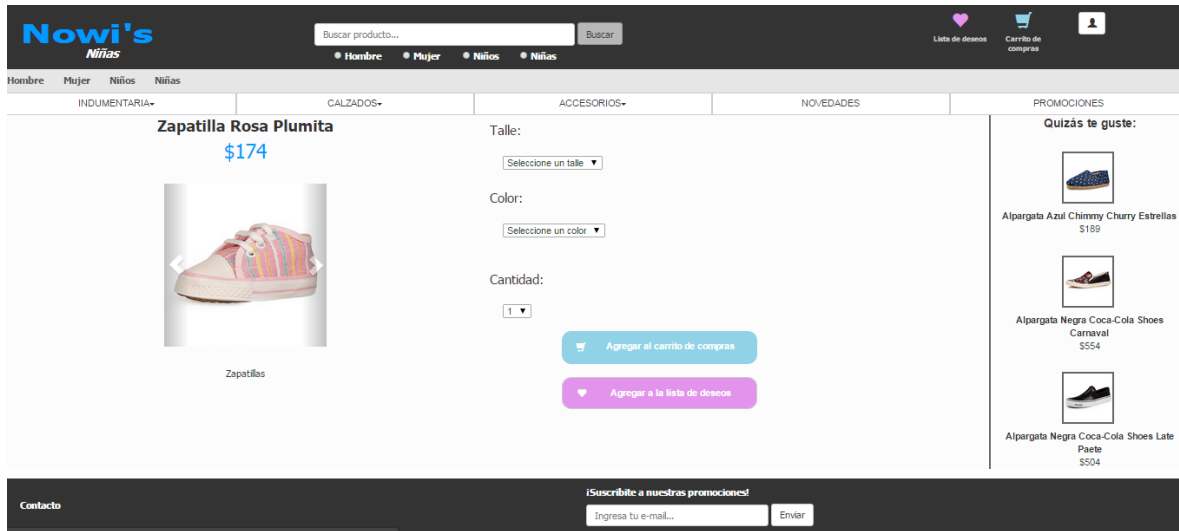 Nowi's
Niñas
Buscar producto...
Buscar
Hombre Mujer Niños Niñas
Lista de deseos
Carrito de
compras
Hombre Mujer Niños Niñas
INDUMENTARIA CALZADOS ACCESORIOS NOVEDADES PROMOCIONES
Zapatilla Rosa Plumita
$174
Zapatillas
Talle:
Seleccione un talle
Color:
Seleccione un color
Cantidad:
1
Agregar al carrito de compras
Agregar a la lista de deseos
Quizás te guste:
Alpargata Azul Chimmy Churry Estrellas
$189
Alpargata Negra Coca-Cola Shoes
Carnaval
$554
Alpargata Negra Coca-Cola Shoes Late
Paete
$504
Contacto
¡Suscribite a nuestras promociones!
Ingresa tu e-mail...
Enviar